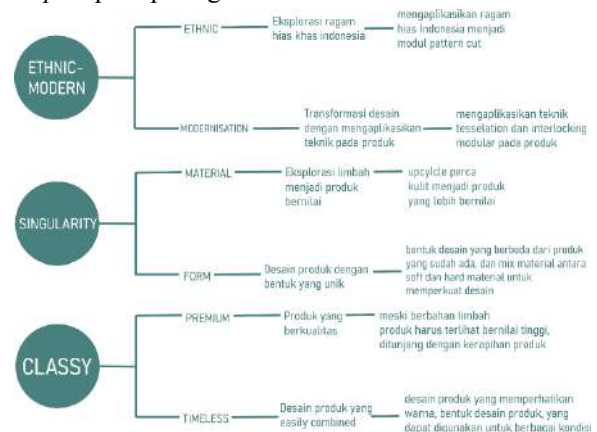 ETHNIC-
MODERN
ETHNIC
Eksplorasi ragam
hias khas indonesia
mengaplikasikan ragam
hias Indonesia menjadi
modul pattern cut
MODERNISATION
Transformasi desain
dengan mengaplikasikan
teknik pada produk
mengaplikasikan teknik
tesselation dan interlocking
modular pada produk
SINGULARITY
MATERIAL
Eksplorasi limbah
menjadi produk
bernilai
upcylcle perca
kulit menjadi produk
yang lebih bernilai
FORM
Desain produk dengan
bentuk yang unik
bentuk desain yang berbeda dari produk
yang sudah ada, dan mix material antara
soft dan hard material untuk
memperkuat desain
CLASSY
PREMIUM
Produk yang
berkualitas
meski berbahan limbah
produk harus terlihat bernilai tinggi,
ditunjang dengan kerapihan produk
TIMELESS
Desain produk yang
easily combined
desain produk yang memperhatikan
warna, bentuk desain produk, yang
dapat digunakan untuk berbagai kondisi